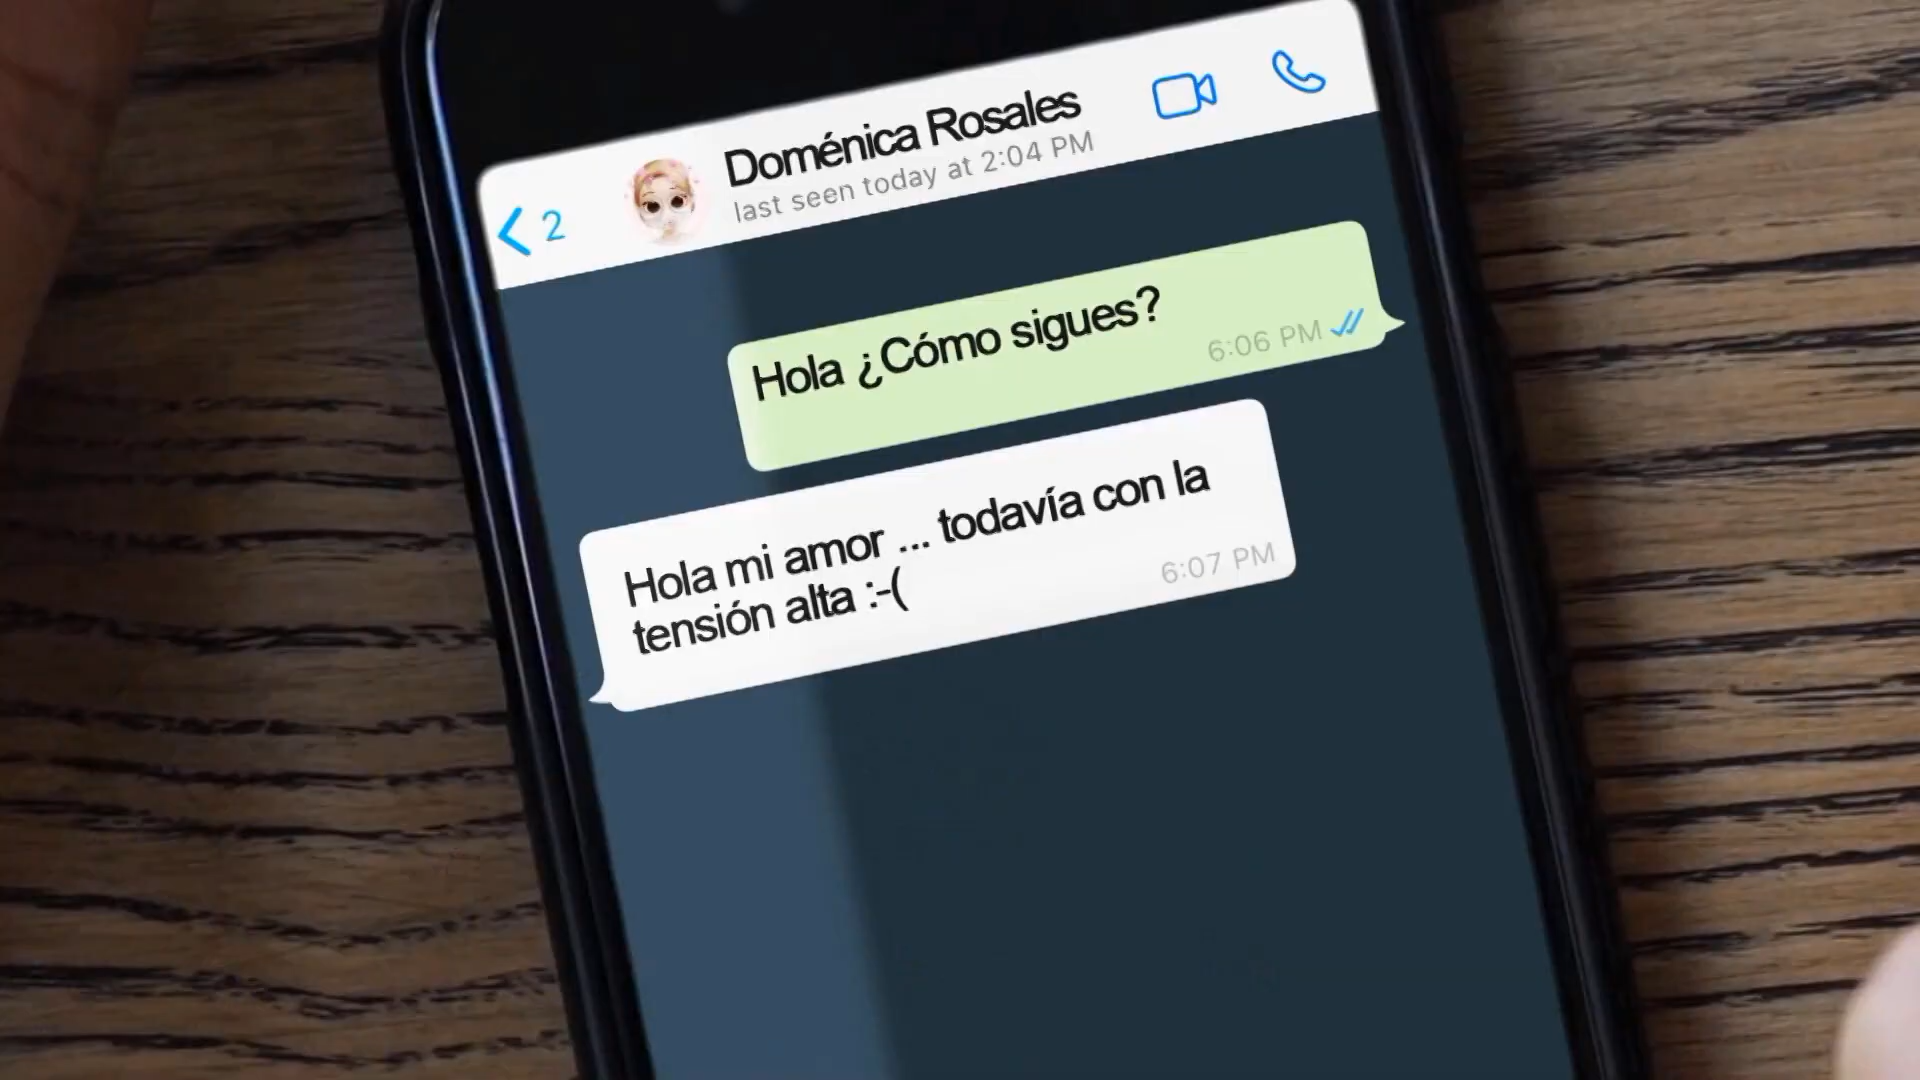 Doménica Rosales
last seen today at 2:04 PM
2
Hola ¿Cómo sigues?
6:06 PM
Hola mi amor ... todavía con la
tensión alta :-(
6:07 PM